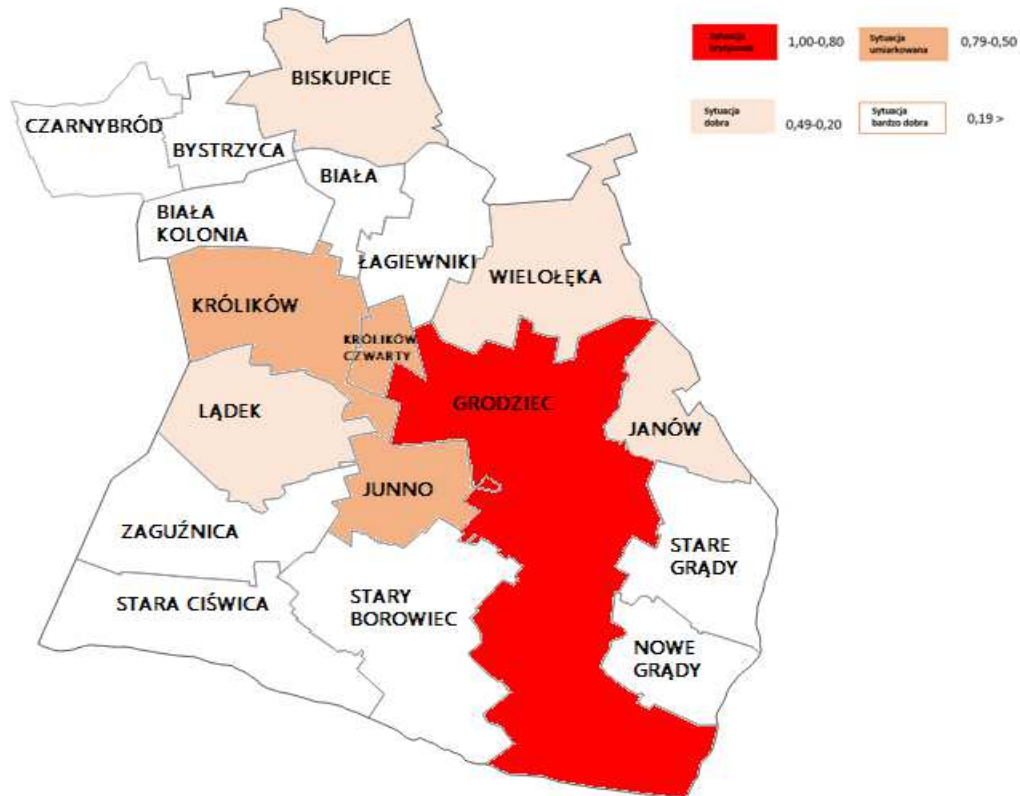 Sytuacja
kryzysowa
1,00-0,80
Sytuacja
umiarkowana
0,79-0,50
Sytuacja
dobra
0,49-0,20
Sytuacja
bardzo dobra
0,19 >
BISKUPICE
CZARNYBRÓD
BYSTRZYCA
BIAŁA
BIAŁA
KOLONIA
ŁAGIEWNIKI
WIELOŁĘKA
KRÓLIKÓW
KRÓLIKÓW
CZWARTY
GRODZIEC
LĄDEK
JANÓW
JUNNO
ZAGUŹNICA
STARE
GRĄDY
STARA CIŚWICA
STARY
BOROWIEC
NOWE
GRĄDY